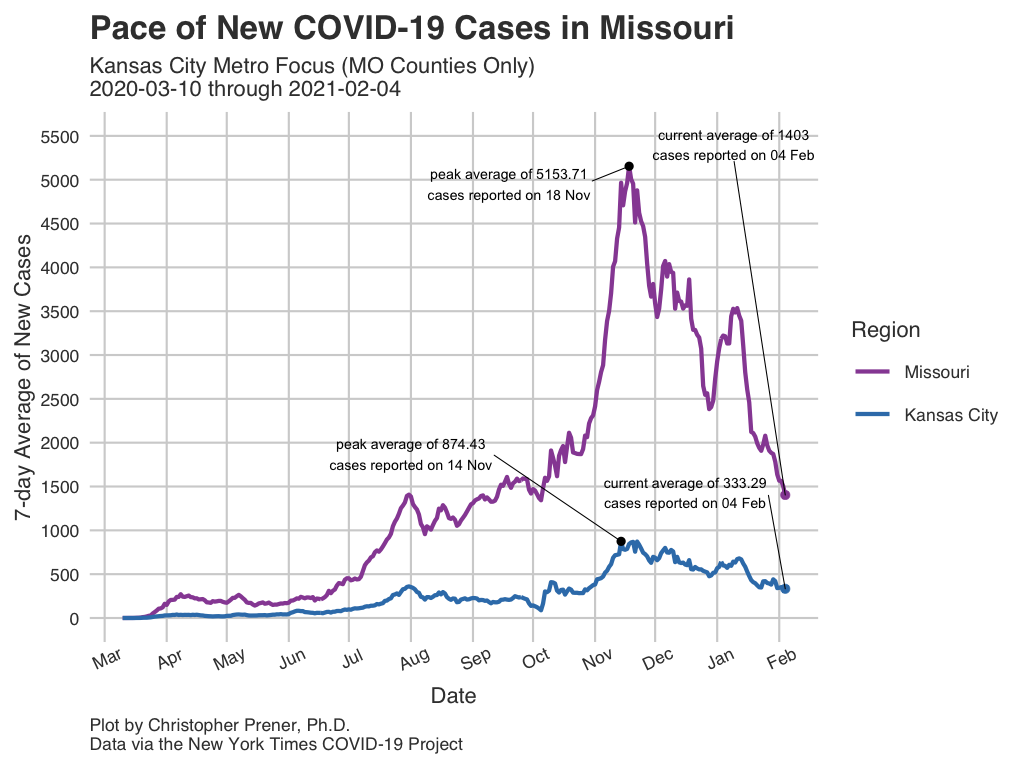 Pace of New COVID-19 Cases in Missouri
Kansas City Metro Focus (MO Counties Only)
2020-03-10 through 2021-02-04
7-day Average of New Cases
5500
5000
4500
4000
3500
3000
2500
2000
1500
1000
500
0
current average of 1403
cases reported on 04 Feb
peak average of 5153.71
cases reported on 18 Nov
peak average of 874.43
cases reported on 14 Nov
current average of 333.29
cases reported on 04 Feb
Mar
Apr
May
Jun
Jul
Aug
Sep
Oct
Nov
Dec
Jan
Feb
Date
Region
Missouri
Kansas City
Plot by Christopher Prener, Ph.D.
Data via the New York Times COVID-19 Project